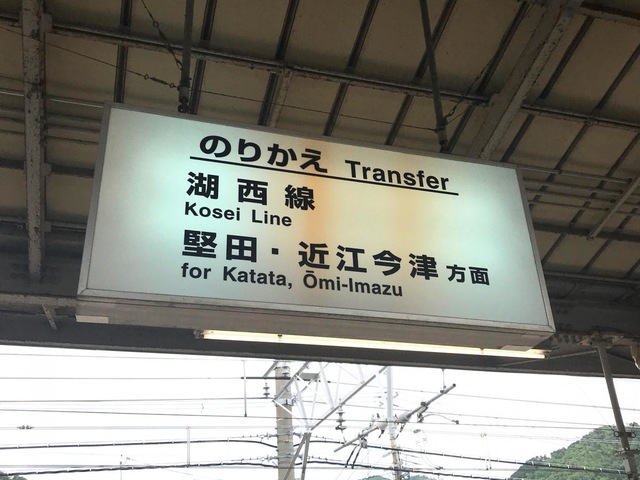 のりかえ Transfer
湖西線
Kosei Line
堅田・近江今津方面
for Katata, Ōmi-Imazu